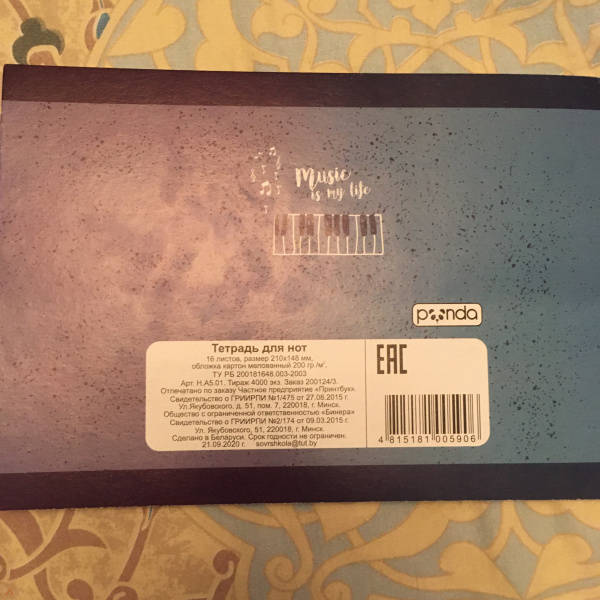 Music
is my life
poonda
Тетрадь для нот
16 листов, размер 210х148 мм,
обложка картон мелованный 200 гр./м².
ТУ РБ 200181648.003-2003
Арт. Н.А5.01. Тираж 4000 экз. Заказ 200124/3.
Отпечатано по заказу Частное предприятие «Принтбук».
Свидетельство о ГРИИРПИ №1/475 от 27.08.2015 г.
Ул.Якубовского, д. 51, пом. 7, 220018, г. Минск.
Общество с ограниченной ответственностью «Бинера»
Свидетельство о ГРИИРПИ №2/174 от 09.03.2015 г.
Ул. Якубовского, 51, 220018, г. Минск.
Сделано в Беларуси. Срок годности не ограничен.
21.09.2020 г. sovrshkola@tut.by
EAC
4 815181 005906